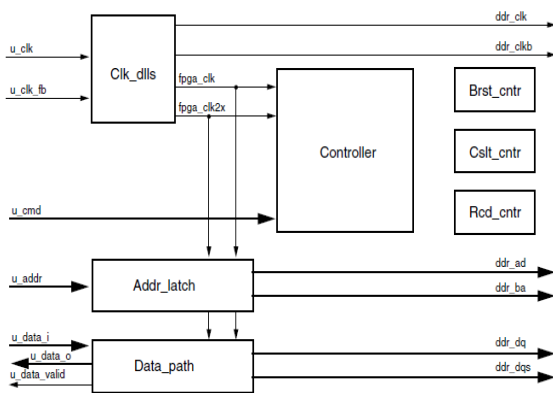 ddr_clk
u_clk
ddr_clkb
Clk_dlls
fpga_clk
u_clk_fb
Brst_cntr
fpga_clk2x
Controller
Cslt_cntr
u_cmd
Rcd_cntr
ddr_ad
u_addr
Addr_latch
ddr_ba
u_data_i
ddr_dq
u_data_o
Data_path
ddr_dqs
u_data_valid